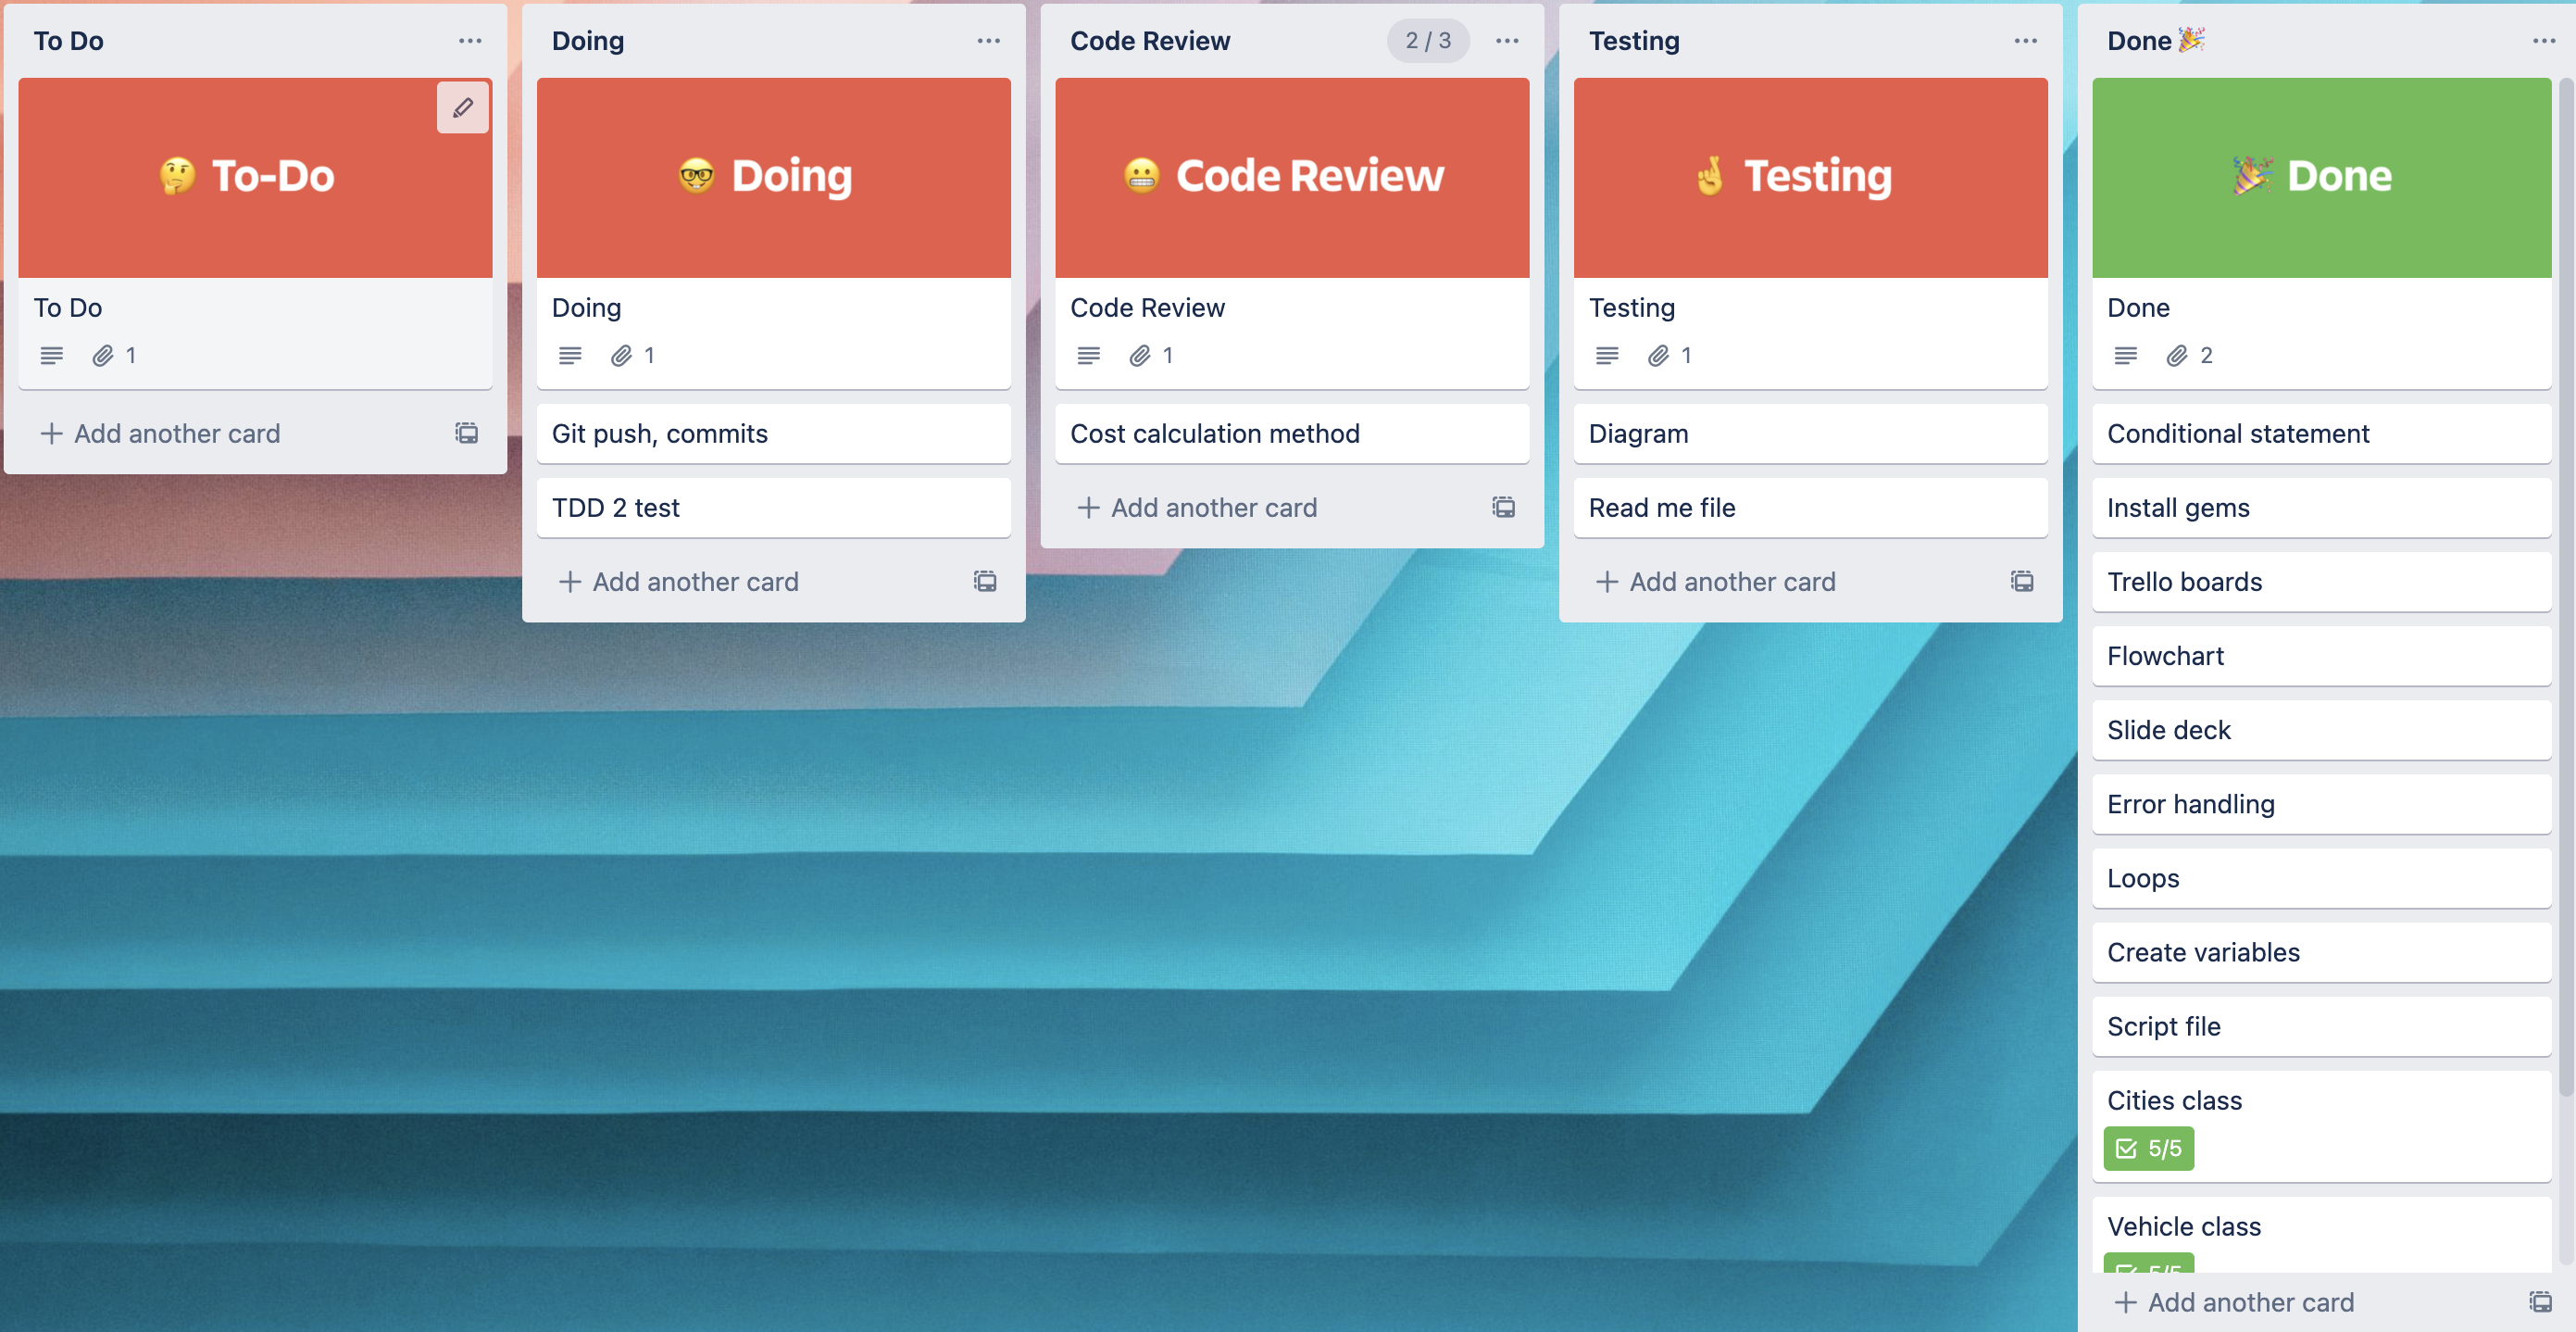 To Do
🤔 To-Do
To Do
1
+ Add another card
Doing
🤓 Doing
Doing
1
Git push, commits
TDD 2 test
+ Add another card
Code Review
2 / 3
😬 Code Review
Code Review
1
Cost calculation method
+ Add another card
Testing
🤞 Testing
Testing
1
Diagram
Read me file
+ Add another card
Done🎉
🎉 Done
Done
2
Conditional statement
Install gems
Trello boards
Flowchart
Slide deck
Error handling
Loops
Create variables
Script file
Cities class
5/5
Vehicle class
5/5
+ Add another card